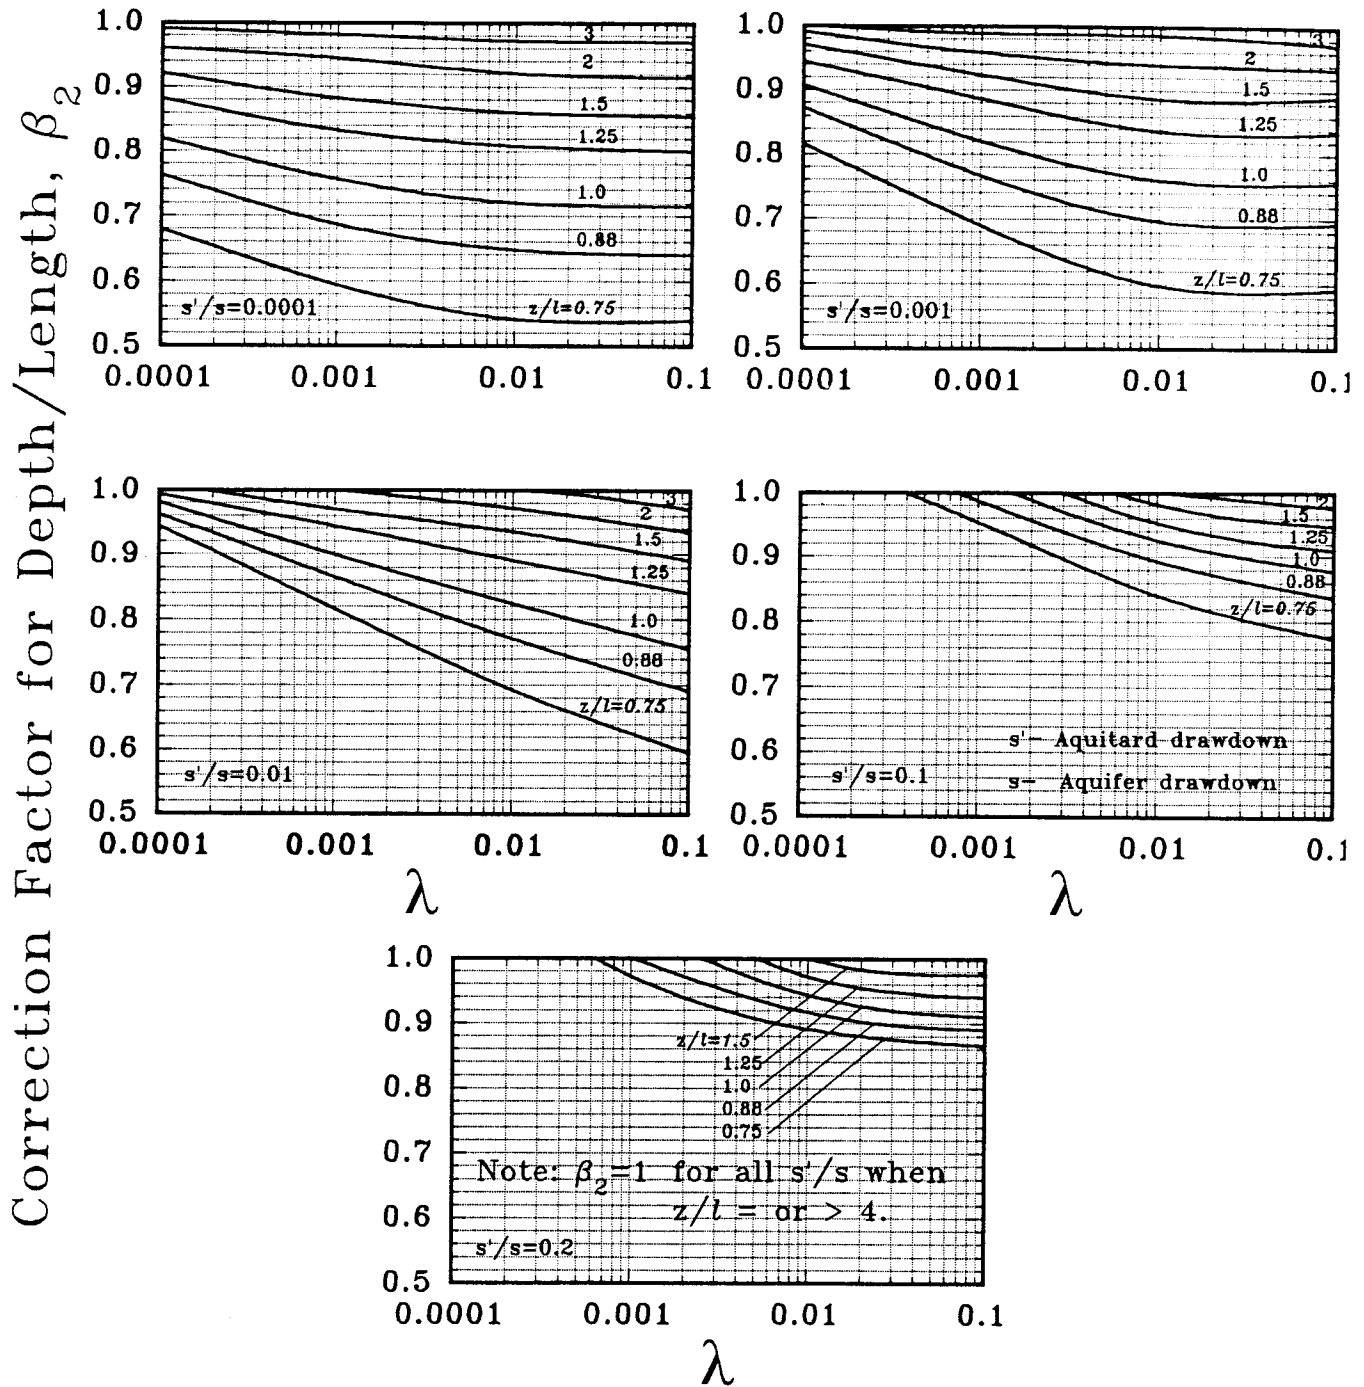 Correction Factor for Depth/Length, β₂
1.0
0.9
0.8
0.7
0.6
0.5
3
2
1.5
1.25
1.0
0.88
z/l=0.75
s'/s=0.0001
0.0001 0.001 0.01 0.1
1.0
0.9
0.8
0.7
0.6
0.5
3
2
1.5
1.25
1.0
0.88
z/l=0.75
s'/s=0.001
0.0001 0.001 0.01 0.1
1.0
0.9
0.8
0.7
0.6
0.5
3
2
1.5
1.25
1.0
0.88
z/l=0.75
s'/s=0.01
0.0001 0.001 0.01 0.1
λ
1.0
0.9
0.8
0.7
0.6
0.5
2
1.5
1.25
1.0
0.88
z/l=0.75
s'– Aquitard drawdown
s'/s=0.1
s– Aquifer drawdown
0.0001 0.001 0.01 0.1
λ
1.0
0.9
0.8
0.7
0.6
0.5
z/l=1.5
1.25
1.0
0.88
0.75
Note: β₂=1 for all s'/s when
z/l = or > 4.
s'/s=0.2
0.0001 0.001 0.01 0.1
λ